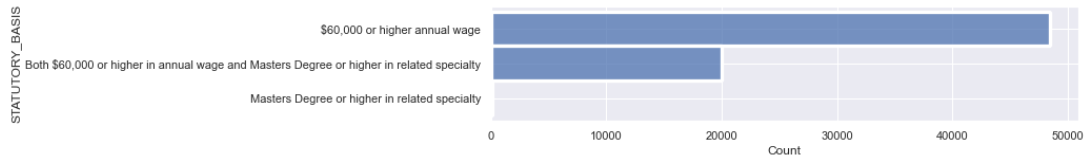 STATUTORY_BASIS
$60,000 or higher annual wage
Both $60,000 or higher in annual wage and Masters Degree or higher in related specialty
Masters Degree or higher in related specialty
0 10000 20000 30000 40000 50000
Count